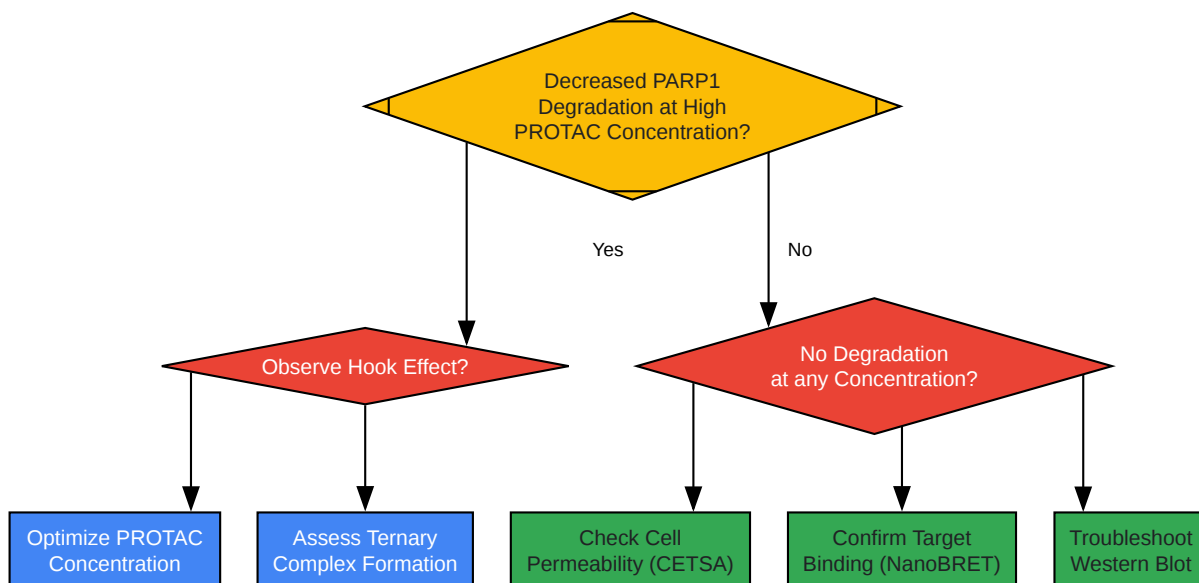 Decreased PARP1
Degradation at High
PROTAC Concentration?
Yes
No
Observe Hook Effect?
No Degradation
at any Concentration?
Optimize PROTAC
Concentration
Assess Ternary
Complex Formation
Check Cell
Permeability (CETSA)
Confirm Target
Binding (NanoBRET)
Troubleshoot
Western Blot